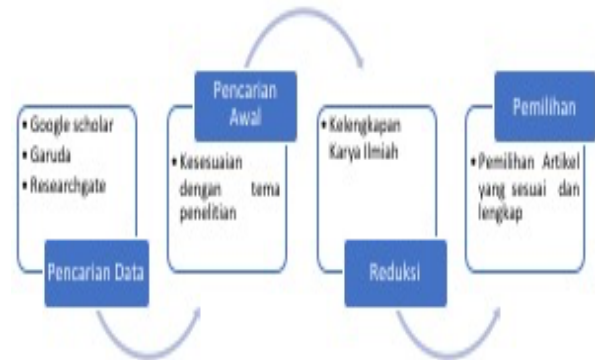 • Google scholar
• Garuda
• Researchgate
Pencarian Data
Pencarian
Awal
• Kesesuaian
dengan tema
penelitian
• Kelengkapan
Karya Ilmiah
Reduksi
Pemilihan
• Pemilihan Artikel
yang sesuai dan
lengkap